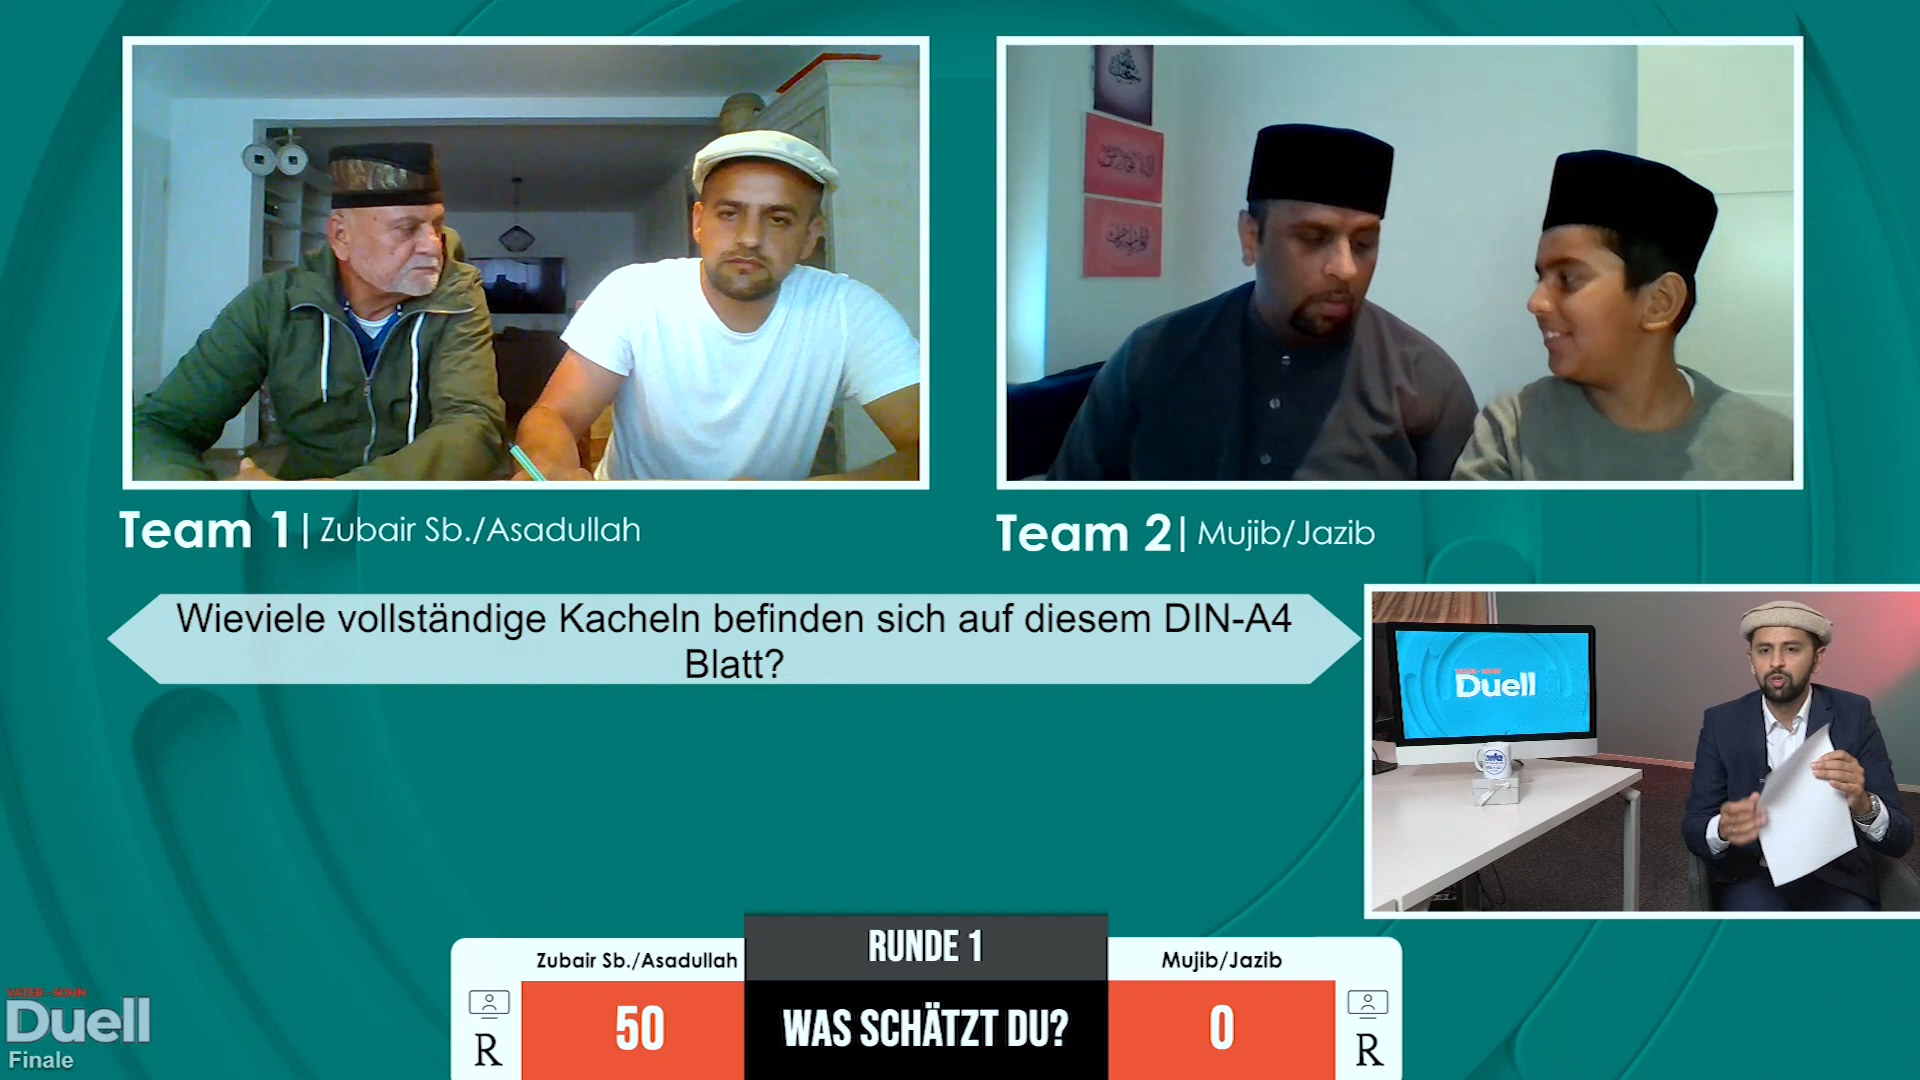 Team 1 | Zubair Sb./Asadullah
Team 2 | Mujib/Jazib
Wieviele vollständige Kacheln befinden sich auf diesem DIN-A4
Blatt?
Duell
mta
RUNDE 1
Zubair Sb./Asadullah
Mujib/Jazib
50
WAS SCHÄTZT DU?
0
R
R
VATER - SOHN
Duell
Finale